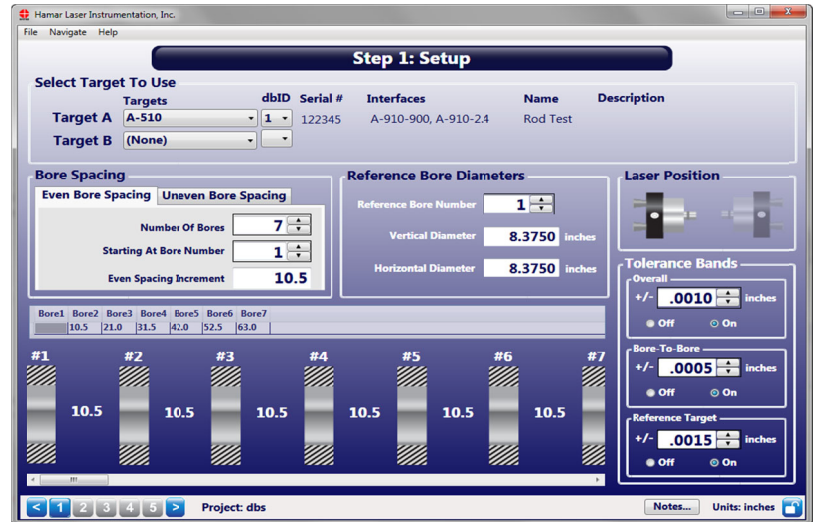 Hamar Laser Instrumentation, Inc.
File Navigate Help
Step 1: Setup
Select Target To Use
Targets dbID Serial # Interfaces Name Description
Target A A-510 1 122345 A-910-900, A-910-2.4 Rod Test
Target B (None)
Bore Spacing
Even Bore Spacing Uneven Bore Spacing
Number Of Bores 7
Starting At Bore Number 1
Even Spacing Increment 10.5
Reference Bore Diameters
Reference Bore Number 1
Vertical Diameter 8.3750 inches
Horizontal Diameter 8.3750 inches
Laser Position
Tolerance Bands
Overall
+/- .0010 inches
Off On
Bore-To-Bore
+/- .0005 inches
Off On
Reference Target
+/- .0015 inches
Off On
Bore1 Bore2 Bore3 Bore4 Bore5 Bore6 Bore7
10.5 21.0 31.5 42.0 52.5 63.0
#1 #2 #3 #4 #5 #6 #7
10.5 10.5 10.5 10.5 10.5 10.5
< 1 2 3 4 5 > Project: dbs Notes... Units: inches